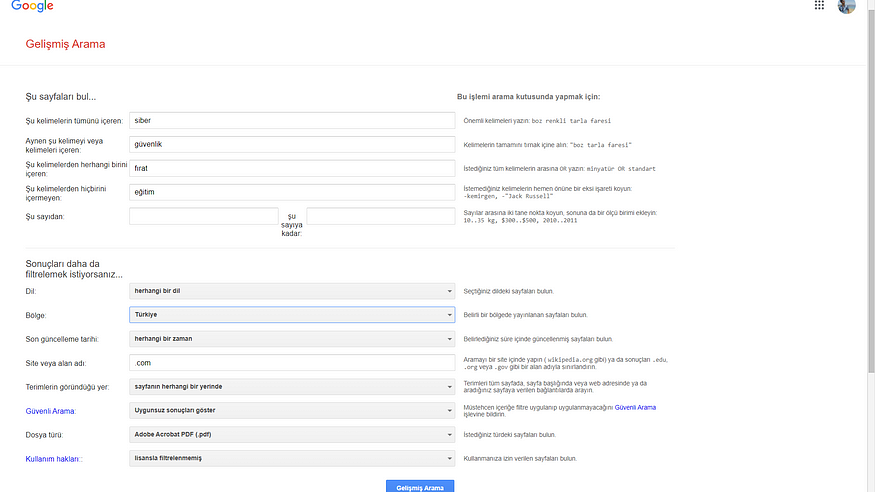 Google
Gelişmiş Arama
Şu sayfaları bul...
Bu işlemi arama kutusunda yapmak için:
Şu kelimelerin tümünü içeren:
siber
Önemli kelimeleri yazın: boz renkli tarla faresi
Aynen şu kelimeyi veya
kelimeleri içeren:
güvenlik
Kelimelerin tamamını tırnak içine alın: "boz tarla faresi"
Şu kelimelerden herhangi birini
içeren:
fırat
İstediğiniz tüm kelimelerin arasına OR yazın: minyatür OR standart
Şu kelimelerden hiçbirini
içermeyen:
eğitim
İstemediğiniz kelimelerin hemen önüne bir eksi işareti koyun:
-kemirgen, -"Jack Russell"
Şu sayıdan:
şu
sayıya
kadar:
Sayılar arasına iki tane nokta koyun, sonuna da bir ölçü birimi ekleyin:
10..35 kg, $300..$500, 2010..2011
Sonuçları daha da
filtrelemek istiyorsanız...
Dil:
herhangi bir dil
Seçtiğiniz dildeki sayfaları bulun.
Bölge:
Türkiye
Belirli bir bölgede yayınlanan sayfaları bulun.
Son güncelleme tarihi:
herhangi bir zaman
Belirlediğiniz süre içinde güncellenmiş sayfaları bulun.
Site veya alan adı:
.com
Aramayı bir site içinde yapın ( wikipedia.org gibi) ya da sonuçları .edu,
.org veya .gov gibi bir alan adıyla sınırlandırın.
Terimlerin göründüğü yer:
sayfanın herhangi bir yerinde
Terimleri tüm sayfada, sayfa başlığında veya web adresinde ya da
aradığınız sayfaya verilen bağlantılarda arayın.
Güvenli Arama:
Uygunsuz sonuçları göster
Müstehcen içeriğe filtre uygulanıp uygulanmayacağını Güvenli Arama
işlevine bildirin.
Dosya türü:
Adobe Acrobat PDF (.pdf)
İstediğiniz türdeki sayfaları bulun.
Kullanım hakları::
lisansla filtrelenmemiş
Kullanmanıza izin verilen sayfaları bulun.
Gelişmiş Arama